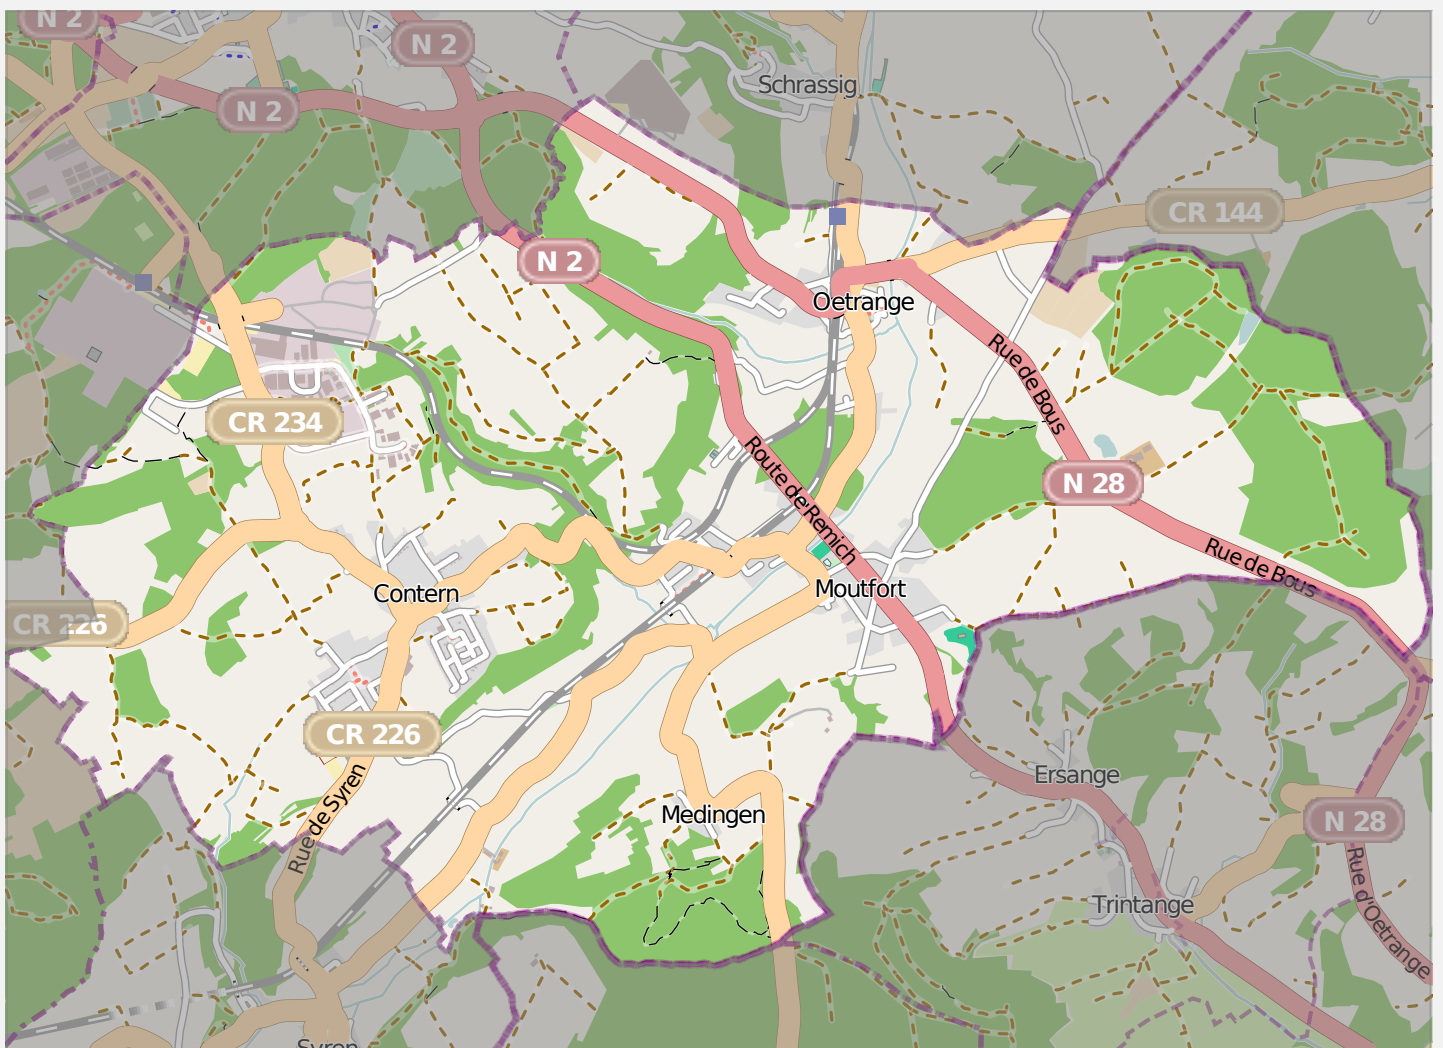 N 2
N 2
N 2
Schrassig
CR 144
N 2
Oetrange
Rue de Bous
CR 234
Route de Remich
N 28
Rue de Bous
Contern
Moutfort
CR 226
CR 226
Rue de Syren
Ersange
Medingen
N 28
Rue d'Oetrange
Trintange
Syren